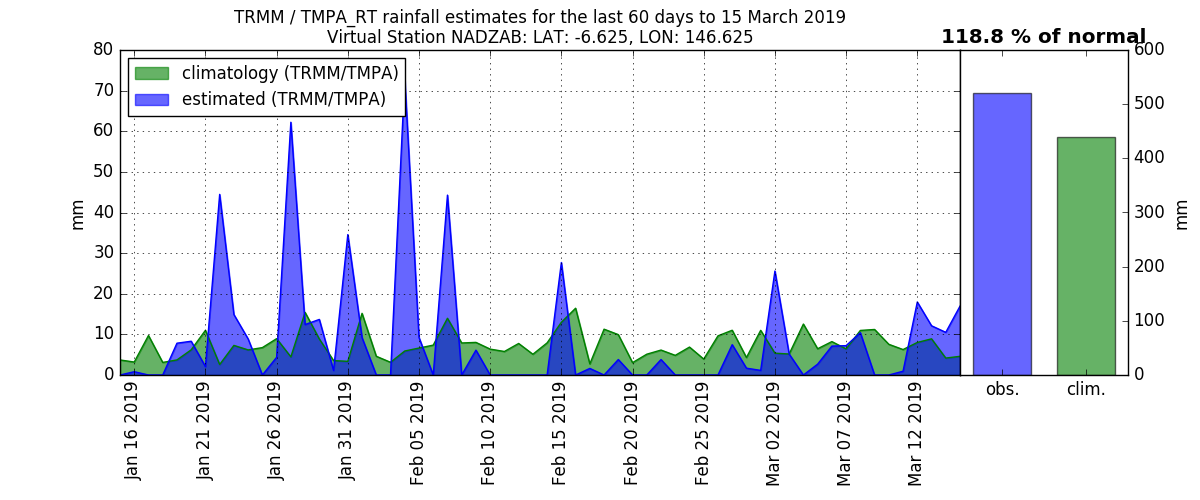 TRMM / TMPA_RT rainfall estimates for the last 60 days to 15 March 2019
Virtual Station NADZAB: LAT: -6.625, LON: 146.625
118.8 % of normal
climatology (TRMM/TMPA)
estimated (TRMM/TMPA)
80
70
60
50
40
30
20
10
0
mm
Jan 16 2019
Jan 21 2019
Jan 26 2019
Jan 31 2019
Feb 05 2019
Feb 10 2019
Feb 15 2019
Feb 20 2019
Feb 25 2019
Mar 02 2019
Mar 07 2019
Mar 12 2019
600
500
400
300
200
100
0
mm
obs.
clim.